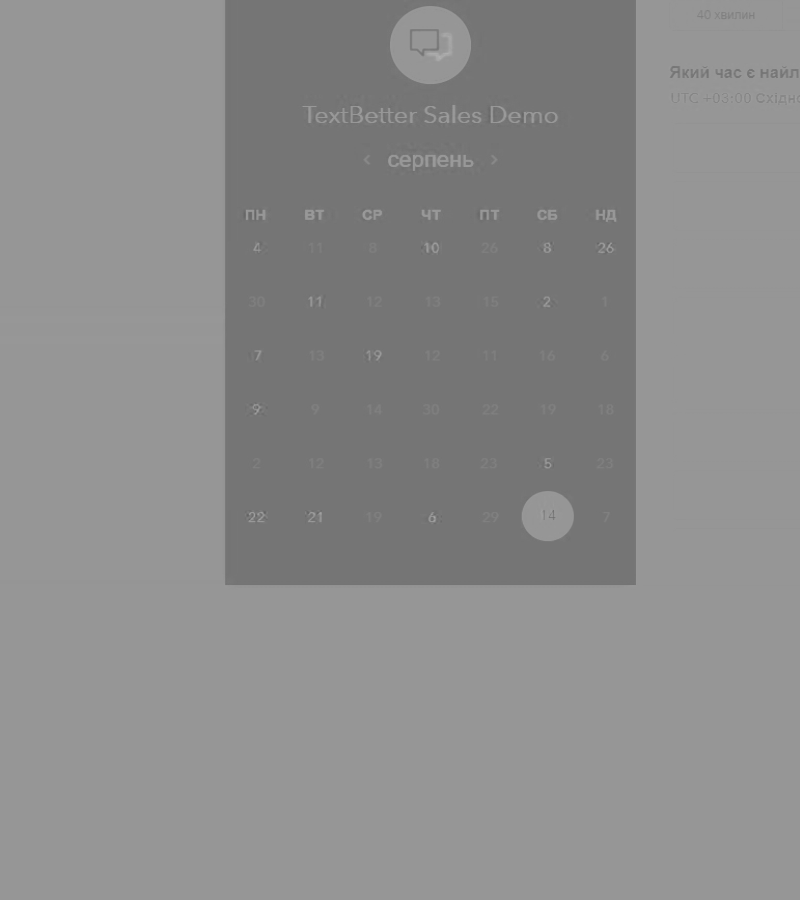 40 хвилин
Який час є найл
UTC +03:00 Східно
TextBetter Sales Demo
‹ серпень ›
ПН ВТ СР ЧТ ПТ СБ НД
4 11 8 10 26 8 26
30 11 12 13 15 2 1
7 13 19 12 11 16 6
9 9 14 30 22 19 18
2 12 13 18 23 5 23
22 21 19 6 29 14 7